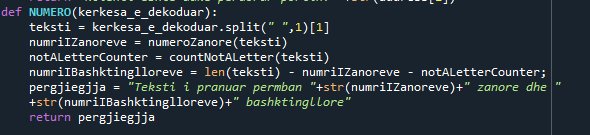 def NUMERO(kerkesa_e_dekoduar):
    teksti = kerkesa_e_dekoduar.split(" ",1)[1]
    numriIZanoreve = numeroZanore(teksti)
    notALetterCounter = countNotALetter(teksti)
    numriIBashktinglloreve = len(teksti) - numriIZanoreve - notALetterCounter;
    pergjiegjja = "Teksti i pranuar permban "+str(numriIZanoreve)+" zanore dhe "
    +str(numriIBashktinglloreve)+" bashktingllore"
    return pergjiegjja